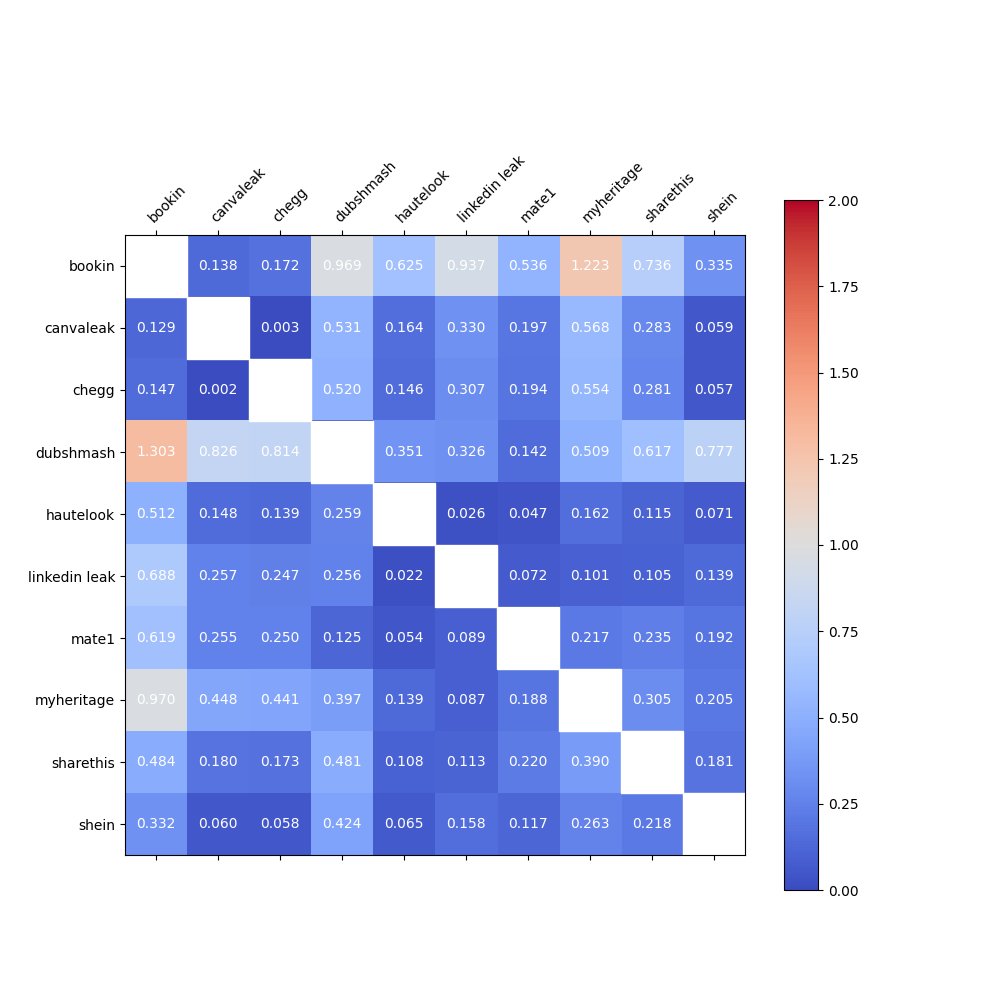 bookin canvaleak chegg dubshmash hautelook linkedin leak mate1 myheritage sharethis shein
2.00
bookin 0.138 0.172 0.969 0.625 0.937 0.536 1.223 0.736 0.335
1.75
canvaleak 0.129 0.003 0.531 0.164 0.330 0.197 0.568 0.283 0.059
1.50
chegg 0.147 0.002 0.520 0.146 0.307 0.194 0.554 0.281 0.057
dubshmash 1.303 0.826 0.814 0.351 0.326 0.142 0.509 0.617 0.777
1.25
hautelook 0.512 0.148 0.139 0.259 0.026 0.047 0.162 0.115 0.071
1.00
linkedin leak 0.688 0.257 0.247 0.256 0.022 0.072 0.101 0.105 0.139
0.75
mate1 0.619 0.255 0.250 0.125 0.054 0.089 0.217 0.235 0.192
myheritage 0.970 0.448 0.441 0.397 0.139 0.087 0.188 0.305 0.205
0.50
sharethis 0.484 0.180 0.173 0.481 0.108 0.113 0.220 0.390 0.181
0.25
shein 0.332 0.060 0.058 0.424 0.065 0.158 0.117 0.263 0.218
0.00